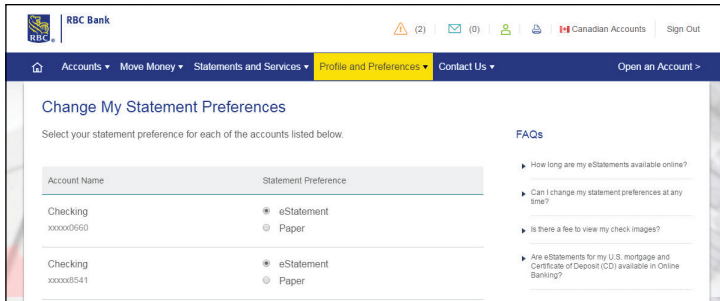 RBC Bank
RBC
(2) (0) Canadian Accounts Sign Out
Accounts Move Money Statements and Services Profile and Preferences Contact Us Open an Account >
Change My Statement Preferences
Select your statement preference for each of the accounts listed below.
Account Name Statement Preference
Checking eStatement
xxxxx0660 Paper
Checking eStatement
xxxxx8541 Paper
FAQs
How long are my eStatements available online?
Can I change my statement preferences at any
time?
Is there a fee to view my check images?
Are eStatements for my U.S. mortgage and
Certificate of Deposit (CD) available in Online
Banking?